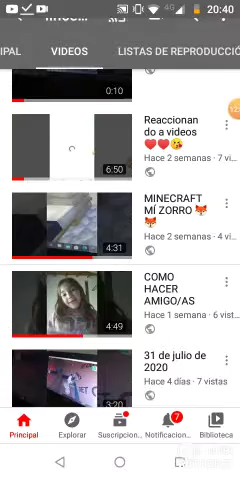 20:40
IPAL VIDEOS LISTAS DE REPRODUCCIÓ
0:10
Reaccionan
do a videos
❤️❤️😘
Hace 2 semanas · 7 vi...
6:50
MINECRAFT
MÍ ZORRO 🦊
🦊
Hace 2 semanas · 4 vi...
4:31
COMO
HACER
AMIGO/AS
Hace 1 semana · 6 vist...
4:49
31 de julio de
2020
Hace 4 días · 7 vistas
3:20
7
Principal Explorar Suscripcion... Notificacion... Biblioteca